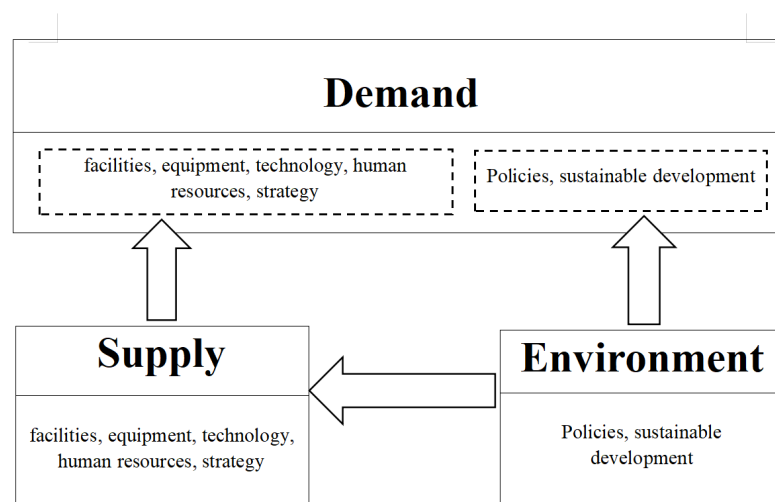 Demand
facilities, equipment, technology, human
resources, strategy
Policies, sustainable development
Supply
facilities, equipment, technology,
human resources, strategy
Environment
Policies, sustainable
development